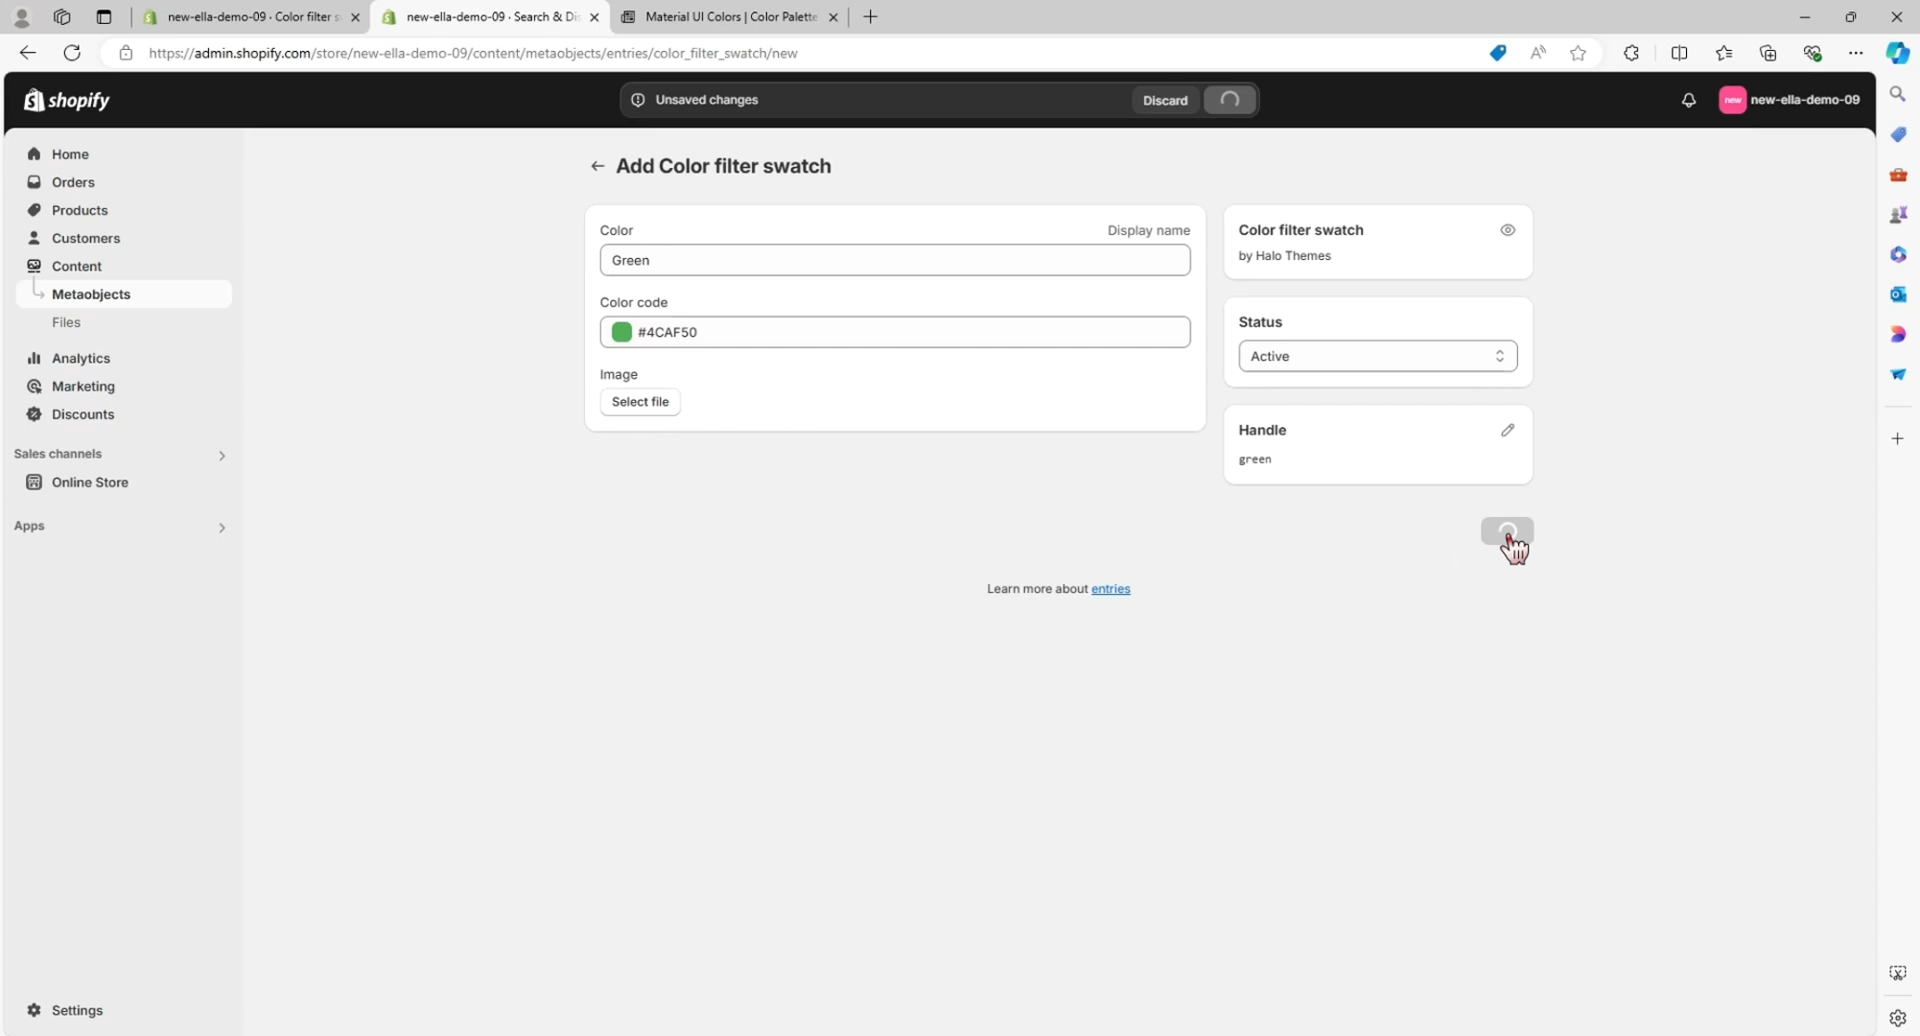 new-ella-demo-09 · Color filter s
new-ella-demo-09 · Search & Dis
Material UI Colors | Color Palette
https://admin.shopify.com/store/new-ella-demo-09/content/metaobjects/entries/color_filter_swatch/new
shopify
Unsaved changes
Discard
new
new-ella-demo-09
Home
Orders
Products
Customers
Content
Metaobjects
Files
Analytics
Marketing
Discounts
Sales channels
Online Store
Apps
Settings
Add Color filter swatch
Color
Display name
Green
Color code
#4CAF50
Image
Select file
Color filter swatch
by Halo Themes
Status
Active
Handle
green
Learn more about entries